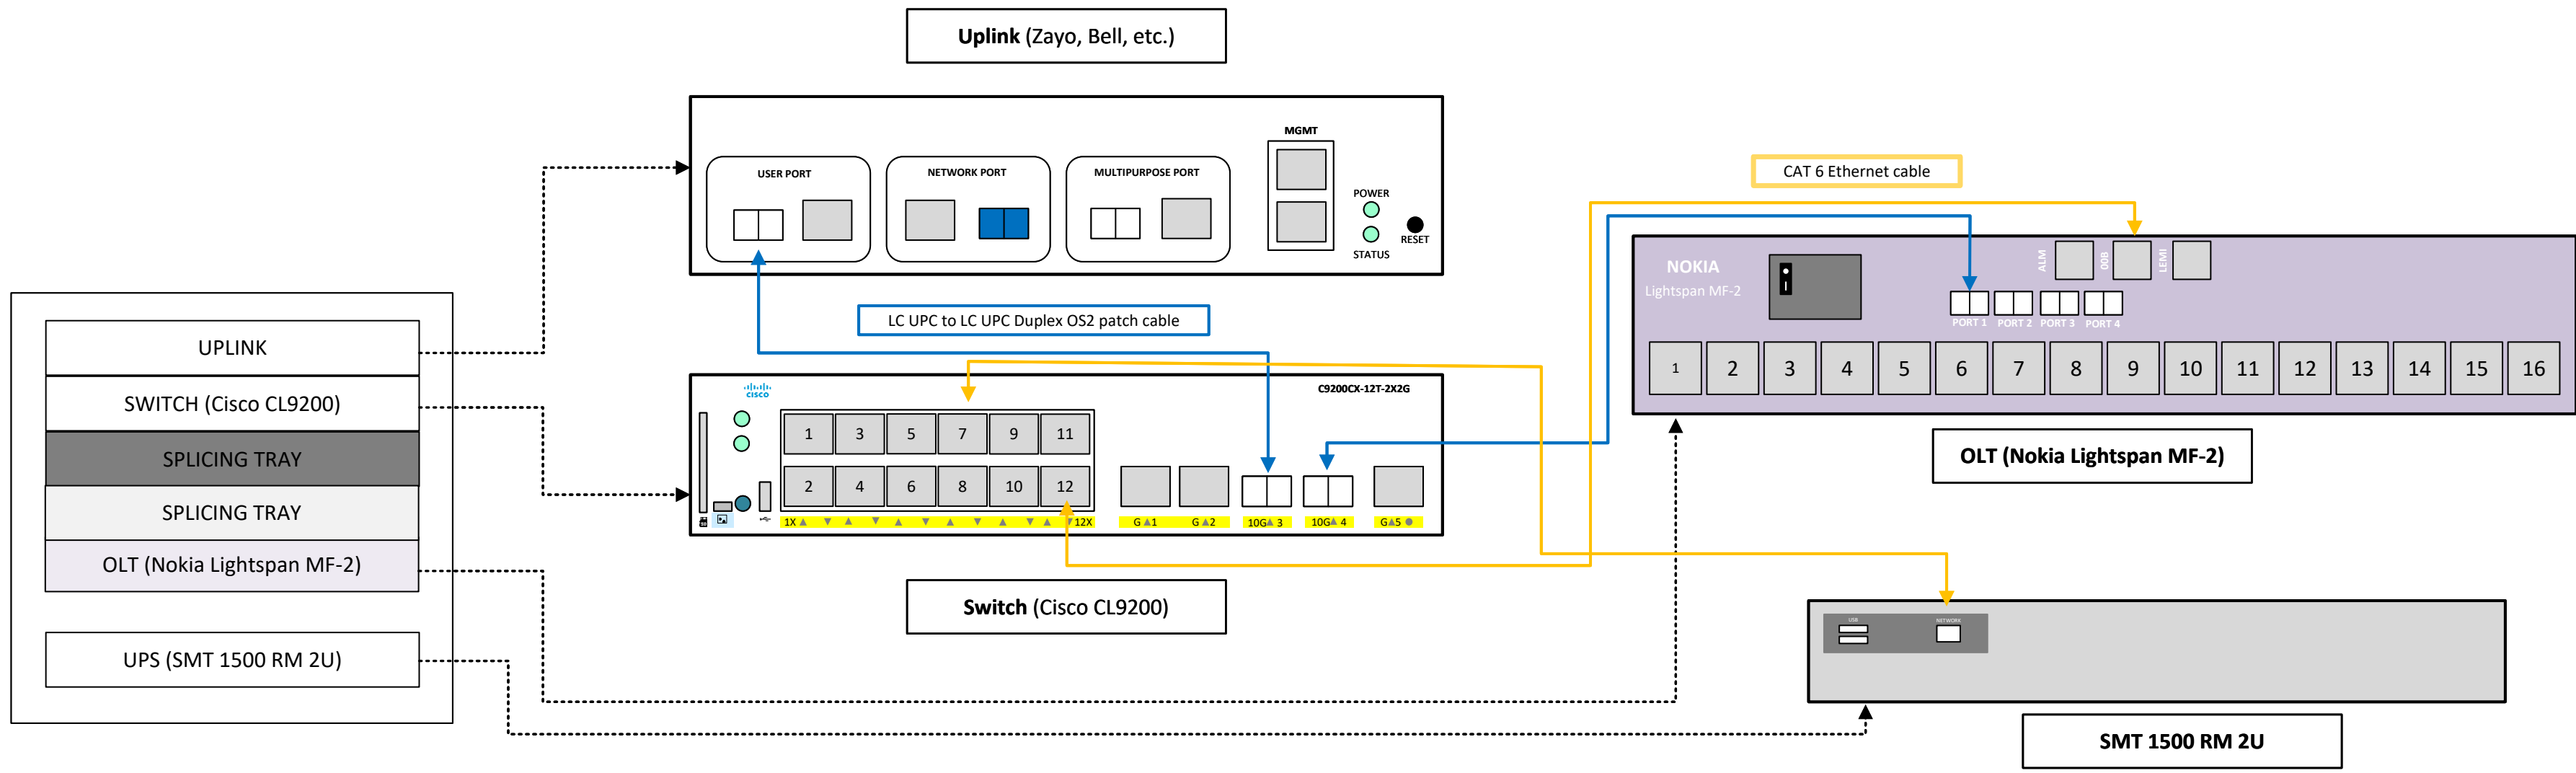 Uplink (Zayo, Bell, etc.)
MGMT
USER PORT
NETWORK PORT
MULTIPURPOSE PORT
POWER
STATUS
RESET
CAT 6 Ethernet cable
NOKIA
Lightspan MF-2
ALM
OOB
LEMI
PORT 1 PORT 2 PORT 3 PORT 4
1 2 3 4 5 6 7 8 9 10 11 12 13 14 15 16
OLT (Nokia Lightspan MF-2)
LC UPC to LC UPC Duplex OS2 patch cable
UPLINK
SWITCH (Cisco CL9200)
SPLICING TRAY
SPLICING TRAY
OLT (Nokia Lightspan MF-2)
UPS (SMT 1500 RM 2U)
CISCO
C9200CX-12T-2X2G
1 3 5 7 9 11
2 4 6 8 10 12
1X ▲ ▼ ▲ ▼ ▲ ▼ ▲ ▼ ▲ ▼ ▲ ▼ 12X
G ▲1
G ▲2
10G▲ 3
10G▲ 4
G▲5 ●
Switch (Cisco CL9200)
USB
NETWORK
SMT 1500 RM 2U